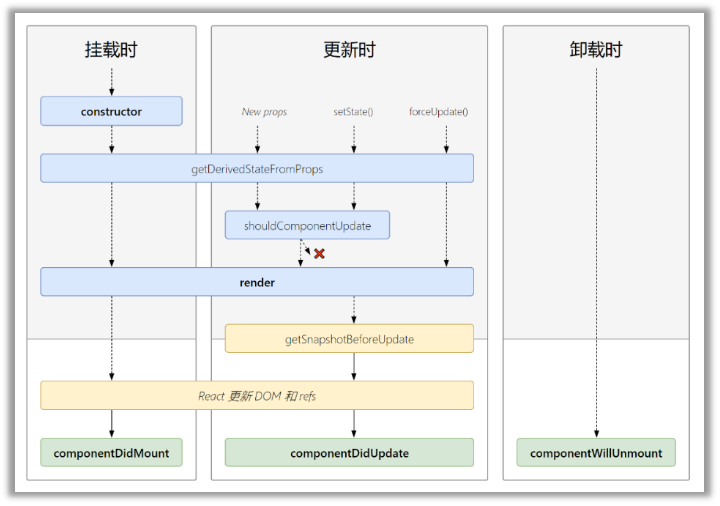 挂载时
更新时
卸载时
constructor
New props
setState()
forceUpdate()
getDerivedStateFromProps
shouldComponentUpdate
render
getSnapshotBeforeUpdate
React 更新 DOM 和 refs
componentDidMount
componentDidUpdate
componentWillUnmount